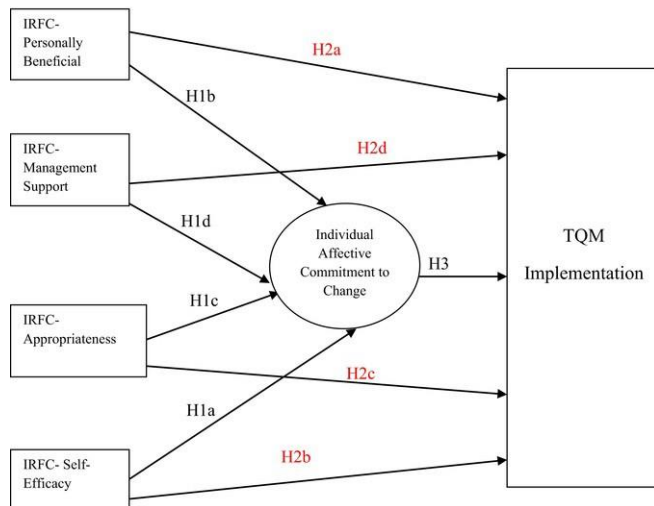 IRFC-
Personally
Beneficial
H2a
H1b
IRFC-
Management
Support
H2d
H1d
Individual
Affective
Commitment to
Change
H3
TQM
Implementation
IRFC-
Appropriateness
H1c
H2c
H1a
IRFC- Self-
Efficacy
H2b